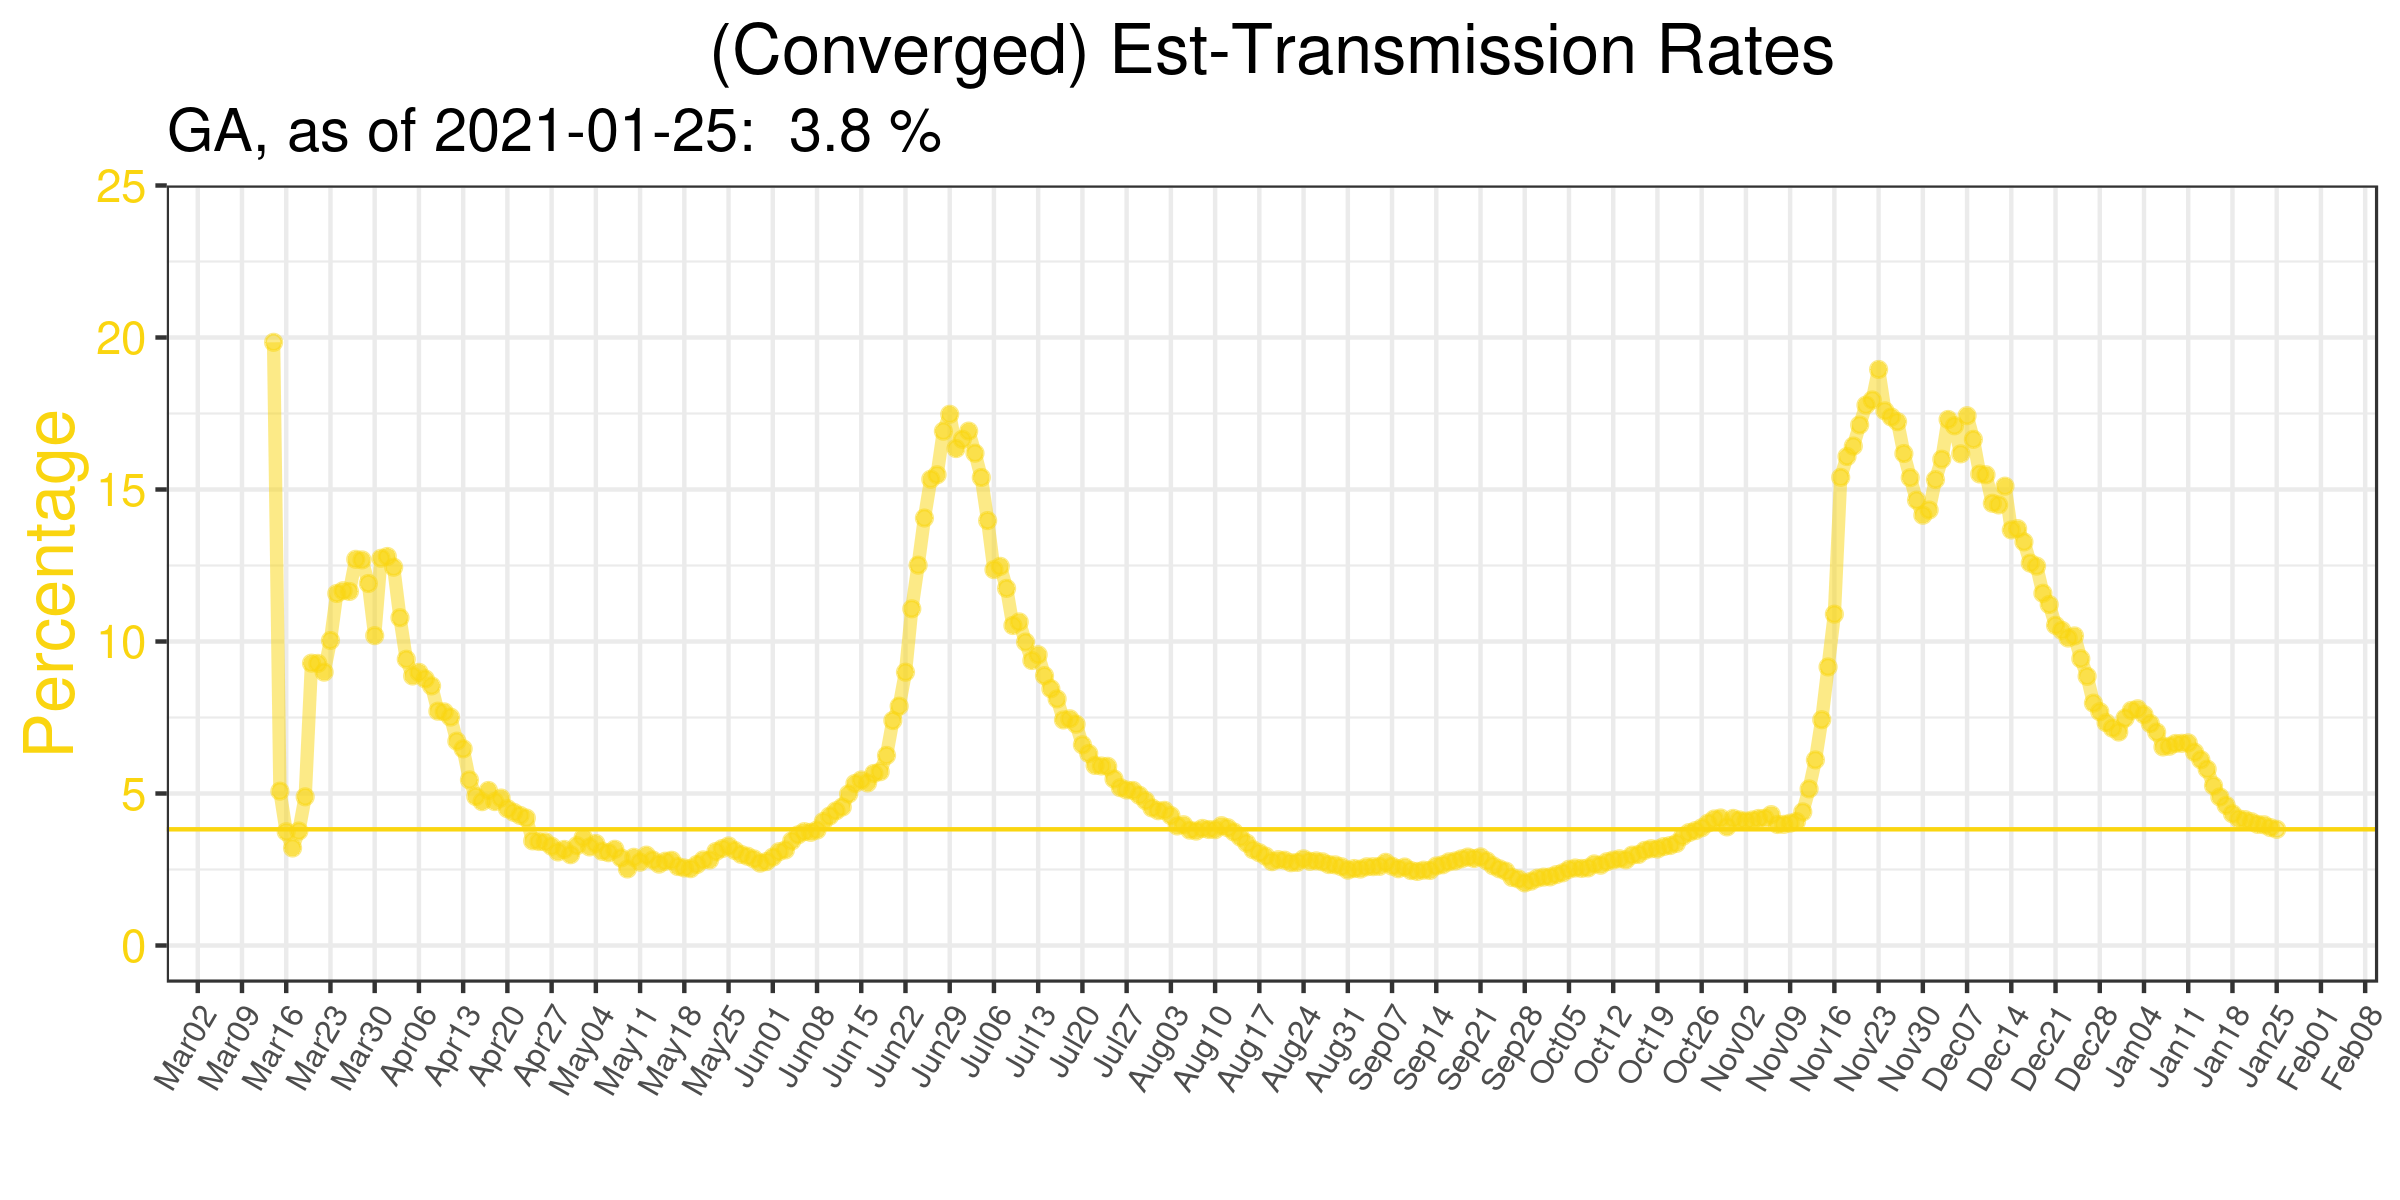 (Converged) Est-Transmission Rates
GA, as of 2021-01-25:  3.8 %
Percentage
25
20
15
10
5
0
Mar02
Mar09
Mar16
Mar23
Mar30
Apr06
Apr13
Apr20
Apr27
May04
May11
May18
May25
Jun01
Jun08
Jun15
Jun22
Jun29
Jul06
Jul13
Jul20
Jul27
Aug03
Aug10
Aug17
Aug24
Aug31
Sep07
Sep14
Sep21
Sep28
Oct05
Oct12
Oct19
Oct26
Nov02
Nov09
Nov16
Nov23
Nov30
Dec07
Dec14
Dec21
Dec28
Jan04
Jan11
Jan18
Jan25
Feb01
Feb08